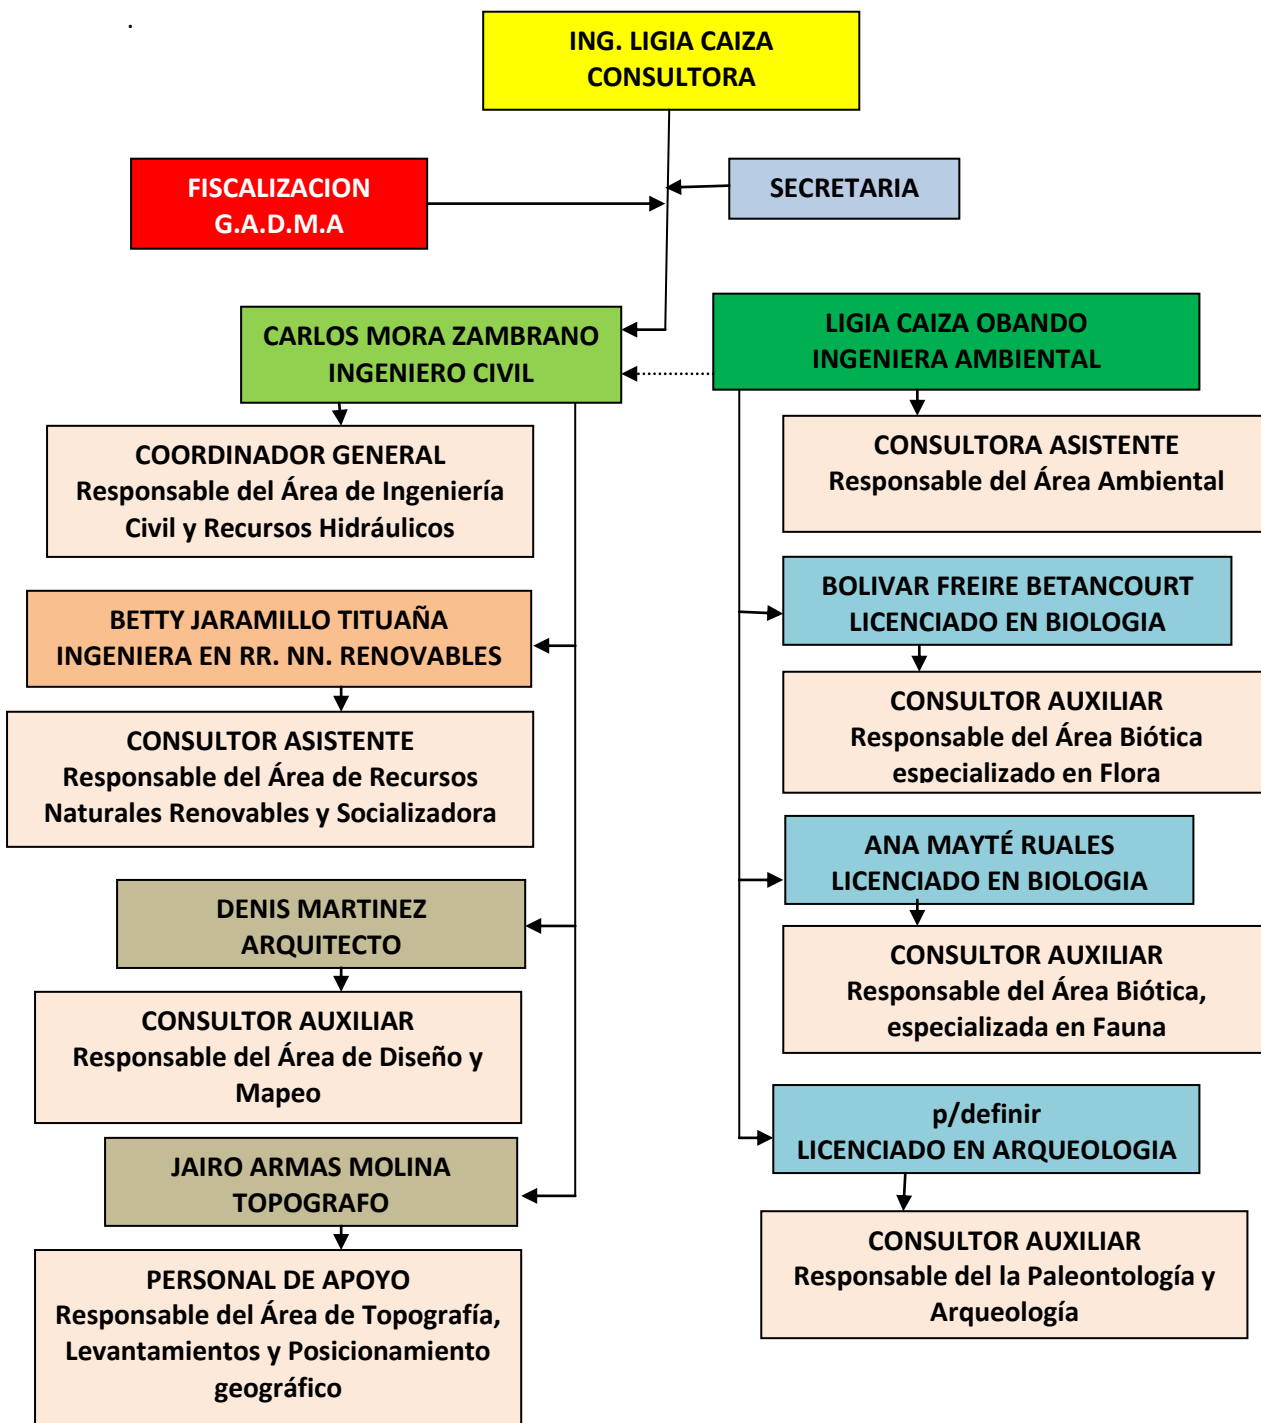 ING. LIGIA CAIZA
CONSULTORA
FISCALIZACION
G.A.D.M.A
SECRETARIA
CARLOS MORA ZAMBRANO
INGENIERO CIVIL
LIGIA CAIZA OBANDO
INGENIERA AMBIENTAL
COORDINADOR GENERAL
Responsable del Área de Ingeniería
Civil y Recursos Hidráulicos
CONSULTORA ASISTENTE
Responsable del Área Ambiental
BETTY JARAMILLO TITUAÑA
INGENIERA EN RR. NN. RENOVABLES
BOLIVAR FREIRE BETANCOURT
LICENCIADO EN BIOLOGIA
CONSULTOR ASISTENTE
Responsable del Área de Recursos
Naturales Renovables y Socializadora
CONSULTOR AUXILIAR
Responsable del Área Biótica
especializado en Flora
DENIS MARTINEZ
ARQUITECTO
ANA MAYTÉ RUALES
LICENCIADO EN BIOLOGIA
CONSULTOR AUXILIAR
Responsable del Área de Diseño y
Mapeo
CONSULTOR AUXILIAR
Responsable del Área Biótica,
especializada en Fauna
JAIRO ARMAS MOLINA
TOPOGRAFO
p/definir
LICENCIADO EN ARQUEOLOGIA
PERSONAL DE APOYO
Responsable del Área de Topografía,
Levantamientos y Posicionamiento
geográfico
CONSULTOR AUXILIAR
Responsable del la Paleontología y
Arqueología